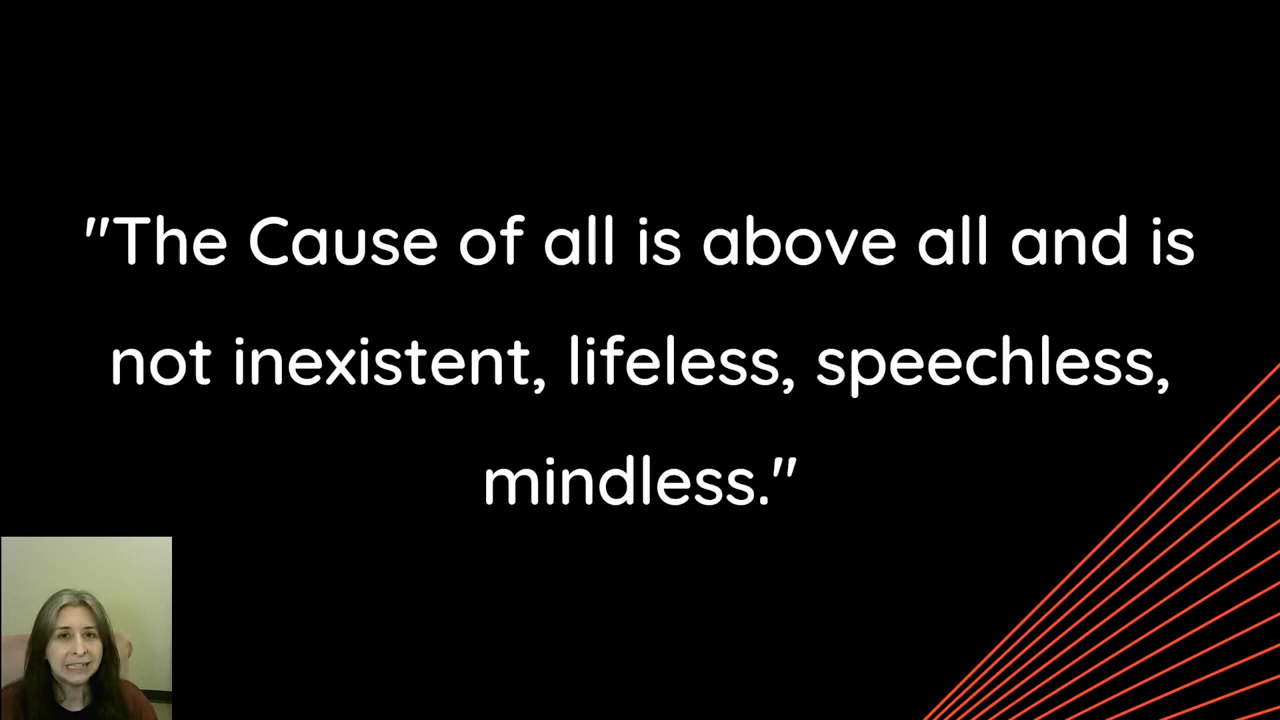 "The Cause of all is above all and is
not inexistent, lifeless, speechless,
mindless."